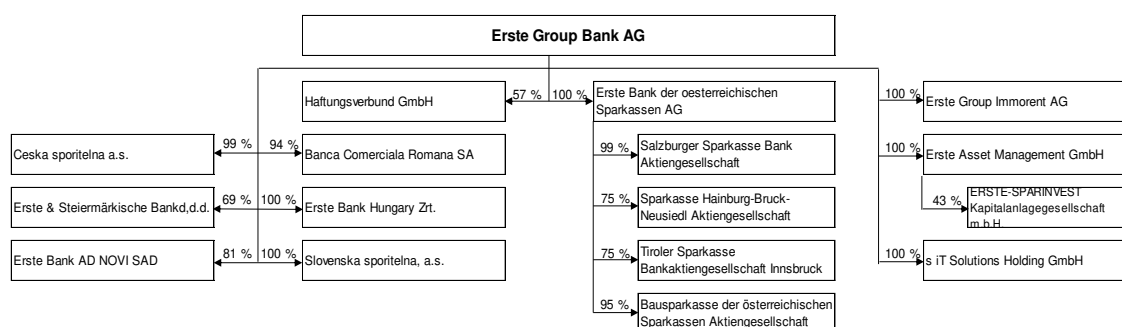 Erste Group Bank AG
Haftungsverbund GmbH
57 %
100 %
Erste Bank der oesterreichischen
Sparkassen AG
100 %
Erste Group Immorent AG
Ceska sporitelna a.s.
99 %
94 %
Banca Comerciala Romana SA
99 %
Salzburger Sparkasse Bank
Aktiengesellschaft
100 %
Erste Asset Management GmbH
Erste & Steiermärkische Bankd,d.d.
69 %
100 %
Erste Bank Hungary Zrt.
75 %
Sparkasse Hainburg-Bruck-
Neusiedl Aktiengesellschaft
43 %
ERSTE-SPARINVEST
Kapitalanlagegesellschaft
m.b.H.
Erste Bank AD NOVI SAD
81 %
100 %
Slovenska sporitelna, a.s.
75 %
Tiroler Sparkasse
Bankaktiengesellschaft Innsbruck
100 %
s iT Solutions Holding GmbH
95 %
Bausparkasse der österreichischen
Sparkassen Aktiengesellschaft